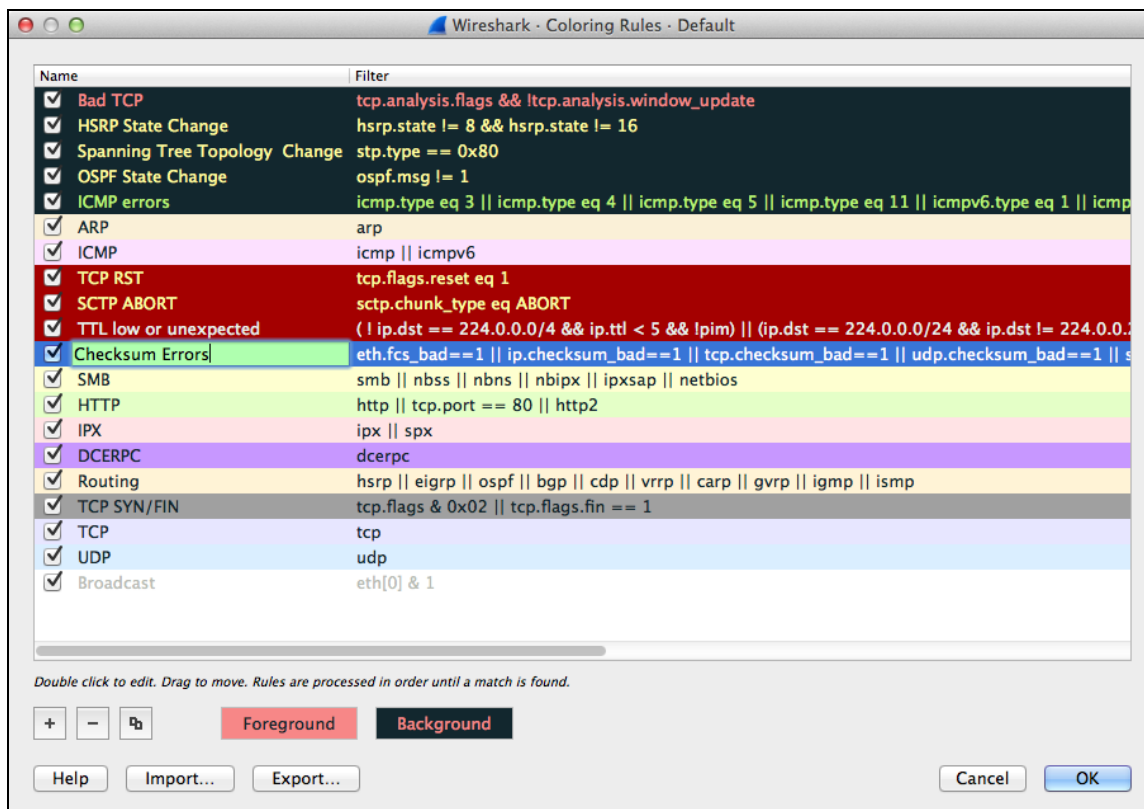 Wireshark · Coloring Rules · Default
Name Filter
Bad TCP tcp.analysis.flags && !tcp.analysis.window_update
HSRP State Change hsrp.state != 8 && hsrp.state != 16
Spanning Tree Topology  Change stp.type == 0x80
OSPF State Change ospf.msg != 1
ICMP errors icmp.type eq 3 || icmp.type eq 4 || icmp.type eq 5 || icmp.type eq 11 || icmpv6.type eq 1 || icmp
ARP arp
ICMP icmp || icmpv6
TCP RST tcp.flags.reset eq 1
SCTP ABORT sctp.chunk_type eq ABORT
TTL low or unexpected ( ! ip.dst == 224.0.0.0/4 && ip.ttl < 5 && !pim) || (ip.dst == 224.0.0.0/24 && ip.dst != 224.0.0.2
Checksum Errors eth.fcs_bad==1 || ip.checksum_bad==1 || tcp.checksum_bad==1 || udp.checksum_bad==1 || s
SMB smb || nbss || nbns || nbipx || ipxsap || netbios
HTTP http || tcp.port == 80 || http2
IPX ipx || spx
DCERPC dcerpc
Routing hsrp || eigrp || ospf || bgp || cdp || vrrp || carp || gvrp || igmp || ismp
TCP SYN/FIN tcp.flags & 0x02 || tcp.flags.fin == 1
TCP tcp
UDP udp
Broadcast eth[0] & 1
Double click to edit. Drag to move. Rules are processed in order until a match is found.
+ − Foreground Background
Help Import... Export... Cancel OK